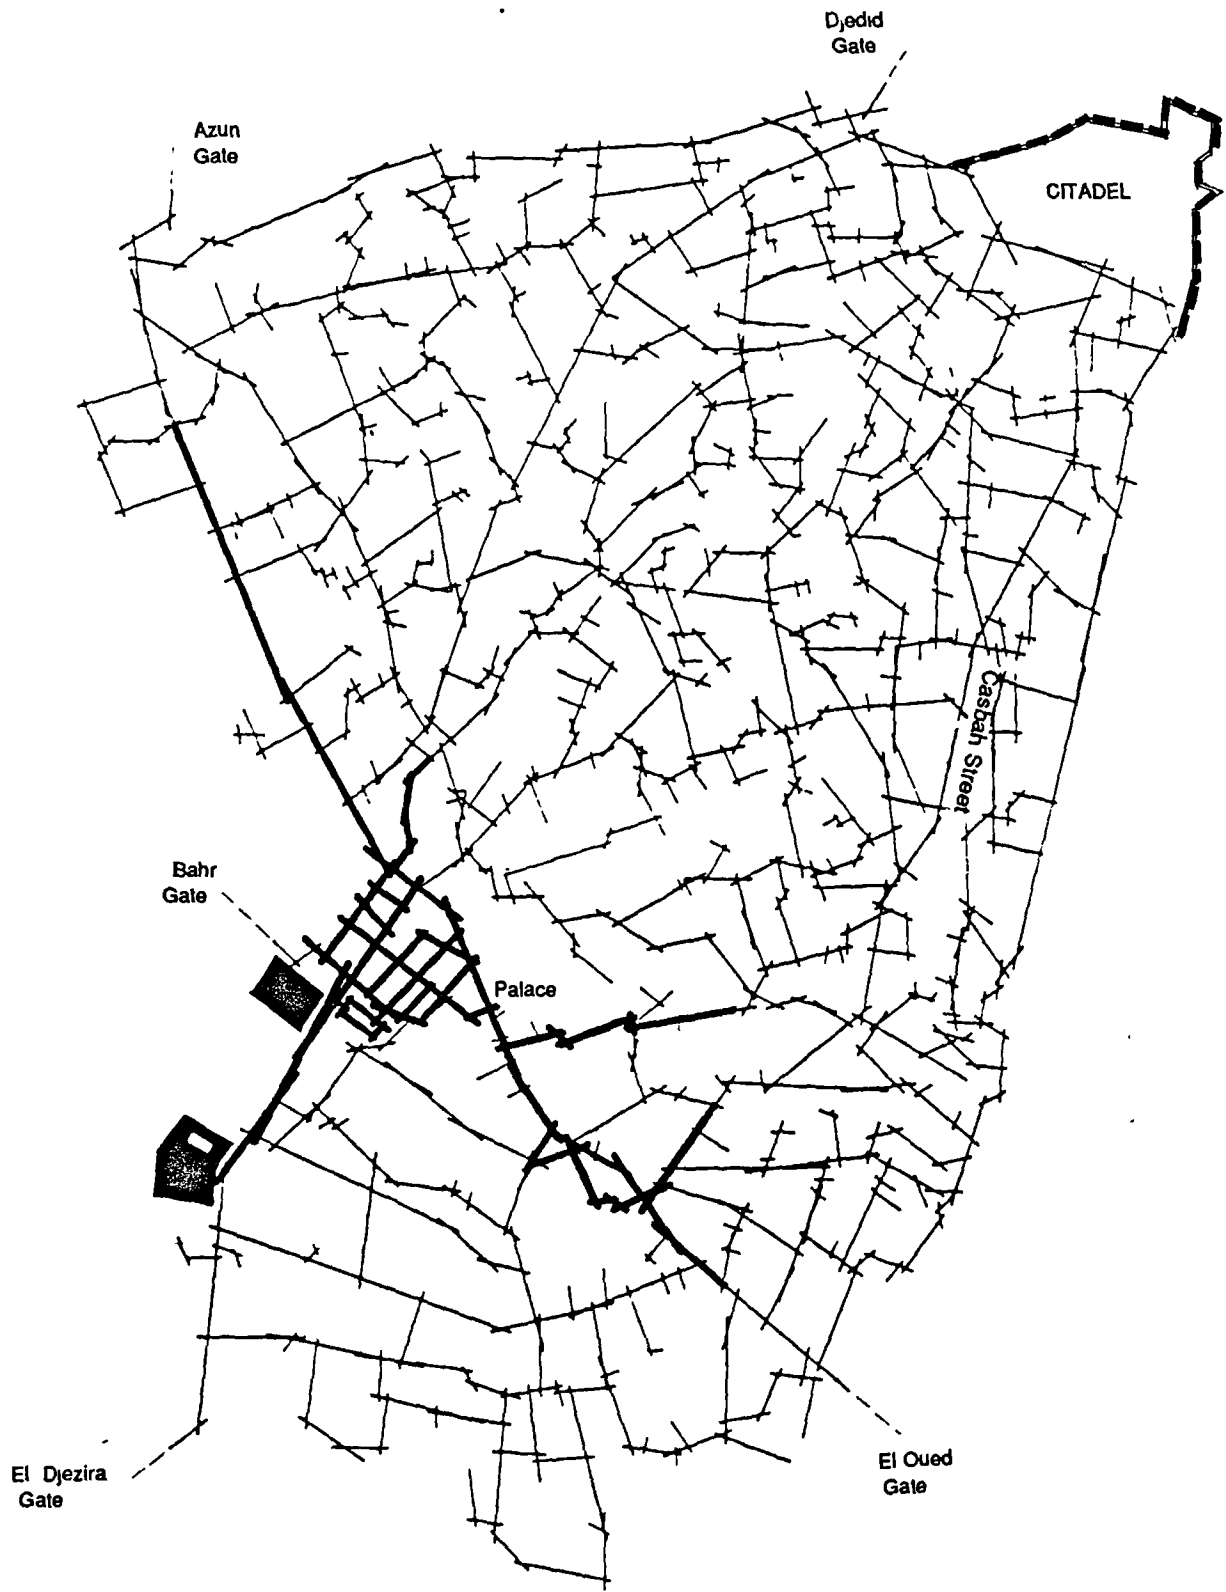 Djedid
Gate
Azun
Gate
CITADEL
Casbah Street
Bahr
Gate
Palace
El Djezira
Gate
El Oued
Gate